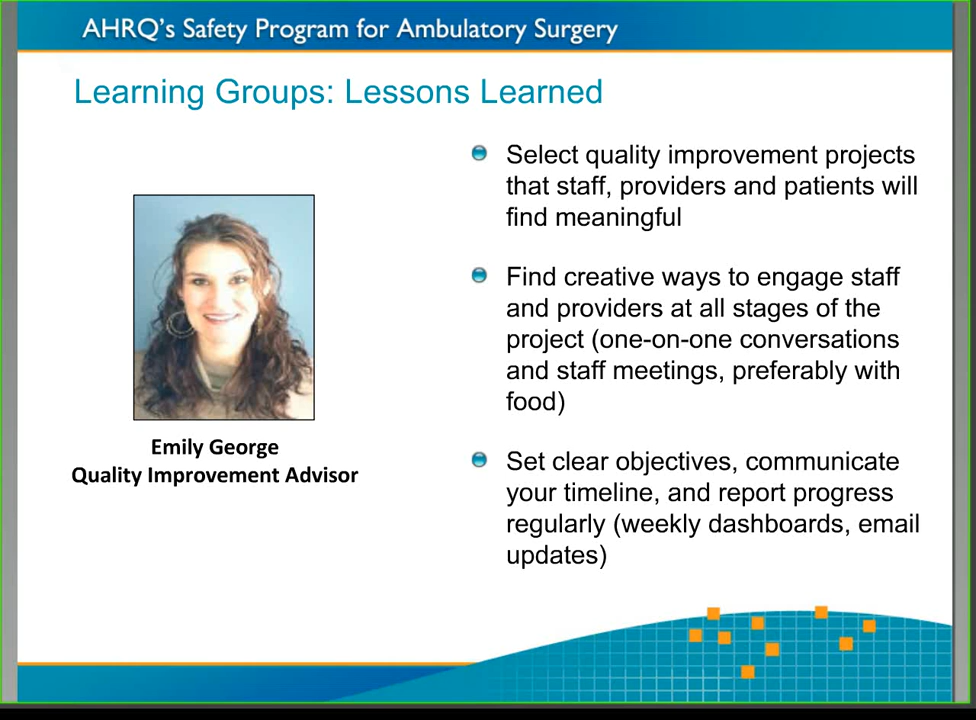 AHRQ's Safety Program for Ambulatory Surgery
Learning Groups: Lessons Learned
Select quality improvement projects
that staff, providers and patients will
find meaningful
Find creative ways to engage staff
and providers at all stages of the
project (one-on-one conversations
and staff meetings, preferably with
food)
Set clear objectives, communicate
your timeline, and report progress
regularly (weekly dashboards, email
updates)
Emily George
Quality Improvement Advisor